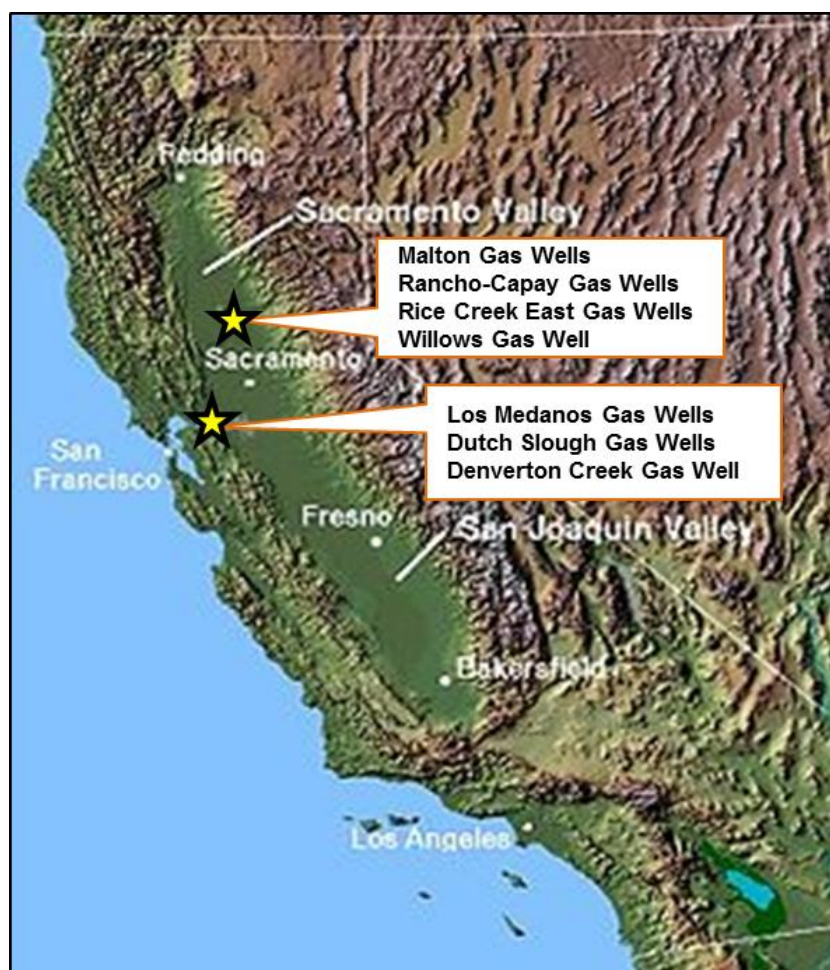 Redding
Sacramento Valley
Malton Gas Wells
Rancho-Capay Gas Wells
Rice Creek East Gas Wells
Willows Gas Well
Sacramento
Los Medanos Gas Wells
Dutch Slough Gas Wells
Denverton Creek Gas Well
San
Francisco
Fresno
San Joaquin Valley
Bakersfield
Los Angeles